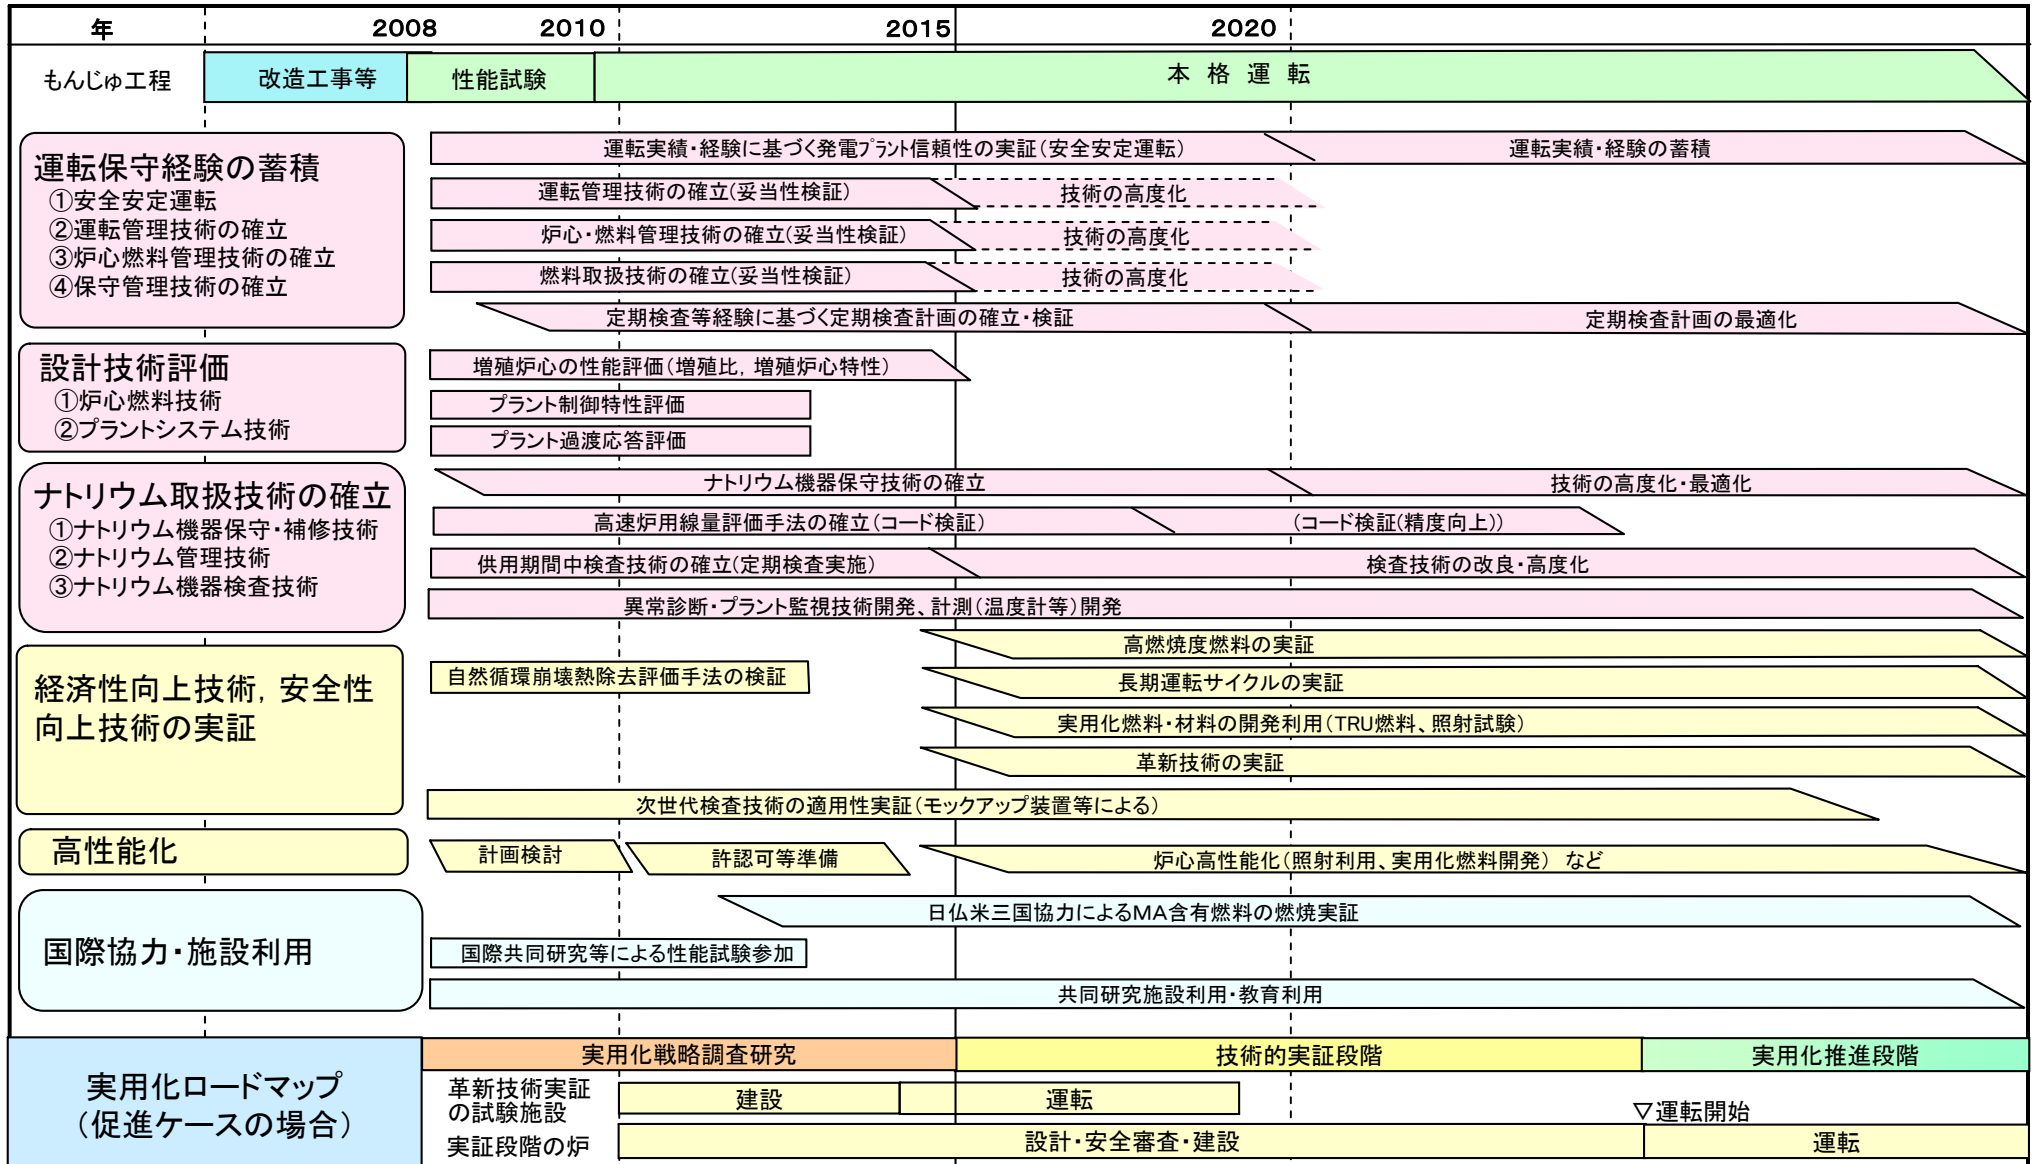 年 2008 2010 2015 2020
もんじゅ工程 改造工事等 性能試験 本格運転
運転保守経験の蓄積
①安全安定運転
②運転管理技術の確立
③炉心燃料管理技術の確立
④保守管理技術の確立
運転実績・経験に基づく発電プラント信頼性の実証(安全安定運転) 運転実績・経験の蓄積
運転管理技術の確立(妥当性検証) 技術の高度化
炉心・燃料管理技術の確立(妥当性検証) 技術の高度化
燃料取扱技術の確立(妥当性検証) 技術の高度化
定期検査等経験に基づく定期検査計画の確立・検証 定期検査計画の最適化
設計技術評価
①炉心燃料技術
②プラントシステム技術
増殖炉心の性能評価(増殖比, 増殖炉心特性)
プラント制御特性評価
プラント過渡応答評価
ナトリウム取扱技術の確立
①ナトリウム機器保守・補修技術
②ナトリウム管理技術
③ナトリウム機器検査技術
ナトリウム機器保守技術の確立 技術の高度化・最適化
高速炉用線量評価手法の確立(コード検証) (コード検証(精度向上))
供用期間中検査技術の確立(定期検査実施) 検査技術の改良・高度化
異常診断・プラント監視技術開発、計測(温度計等)開発
経済性向上技術, 安全性
向上技術の実証
高燃焼度燃料の実証
自然循環崩壊熱除去評価手法の検証 長期運転サイクルの実証
実用化燃料・材料の開発利用(TRU燃料、照射試験)
革新技術の実証
次世代検査技術の適用性実証(モックアップ装置等による)
高性能化
計画検討 許認可等準備 炉心高性能化(照射利用、実用化燃料開発) など
国際協力・施設利用
日仏米三国協力によるMA含有燃料の燃焼実証
国際共同研究等による性能試験参加
共同研究施設利用・教育利用
実用化ロードマップ
(促進ケースの場合)
実用化戦略調査研究 技術的実証段階 実用化推進段階
革新技術実証
の試験施設
建設 運転
▽運転開始
実証段階の炉 設計・安全審査・建設 運転